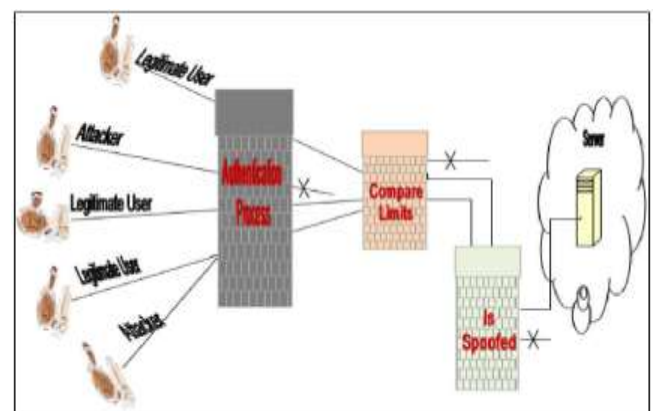 Legitimate User
Attacker
Legitimate User
Legitimate User
Attacker
Authentication
Process
Compare
Limits
Is
Spoofed
Server